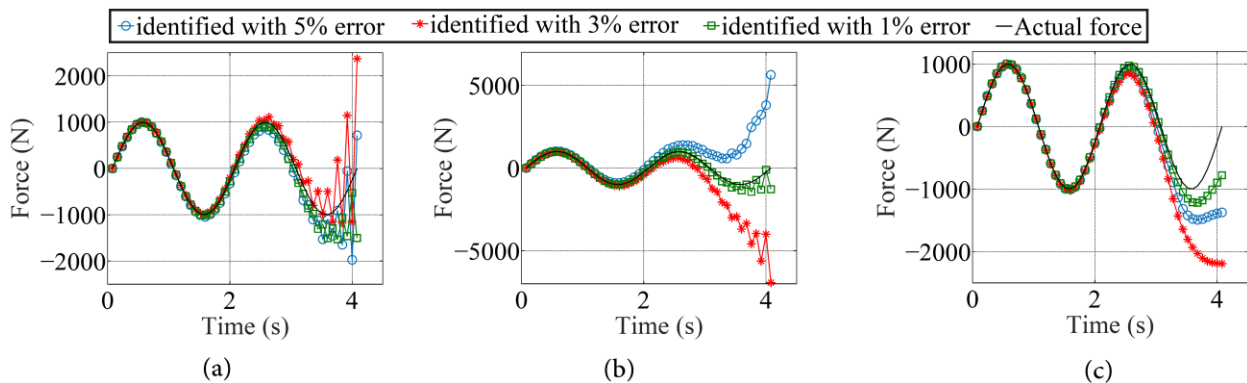 identified with 5% error identified with 3% error identified with 1% error Actual force
2000
1000
0
−1000
−2000
Force (N)
0 2 4
Time (s)
(a)
5000
0
−5000
Force (N)
0 2 4
Time (s)
(b)
1000
0
−1000
−2000
Force (N)
0 2 4
Time (s)
(c)